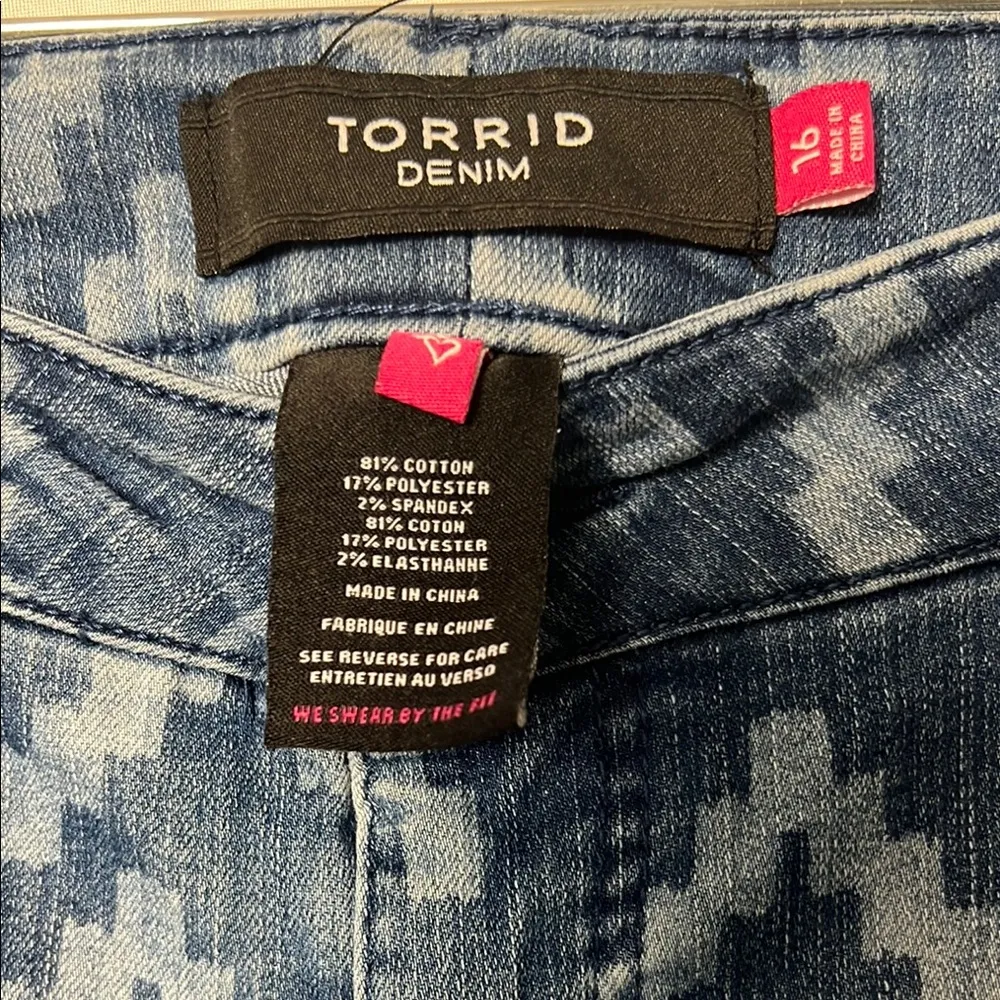 TORRID
DENIM
16
MADE IN
CHINA
81% COTTON
17% POLYESTER
2% SPANDEX
81% COTON
17% POLYESTER
2% ELASTHANNE
MADE IN CHINA
FABRIQUE EN CHINE
SEE REVERSE FOR CARE
ENTRETIEN AU VERSO
WE SWEAR BY THE